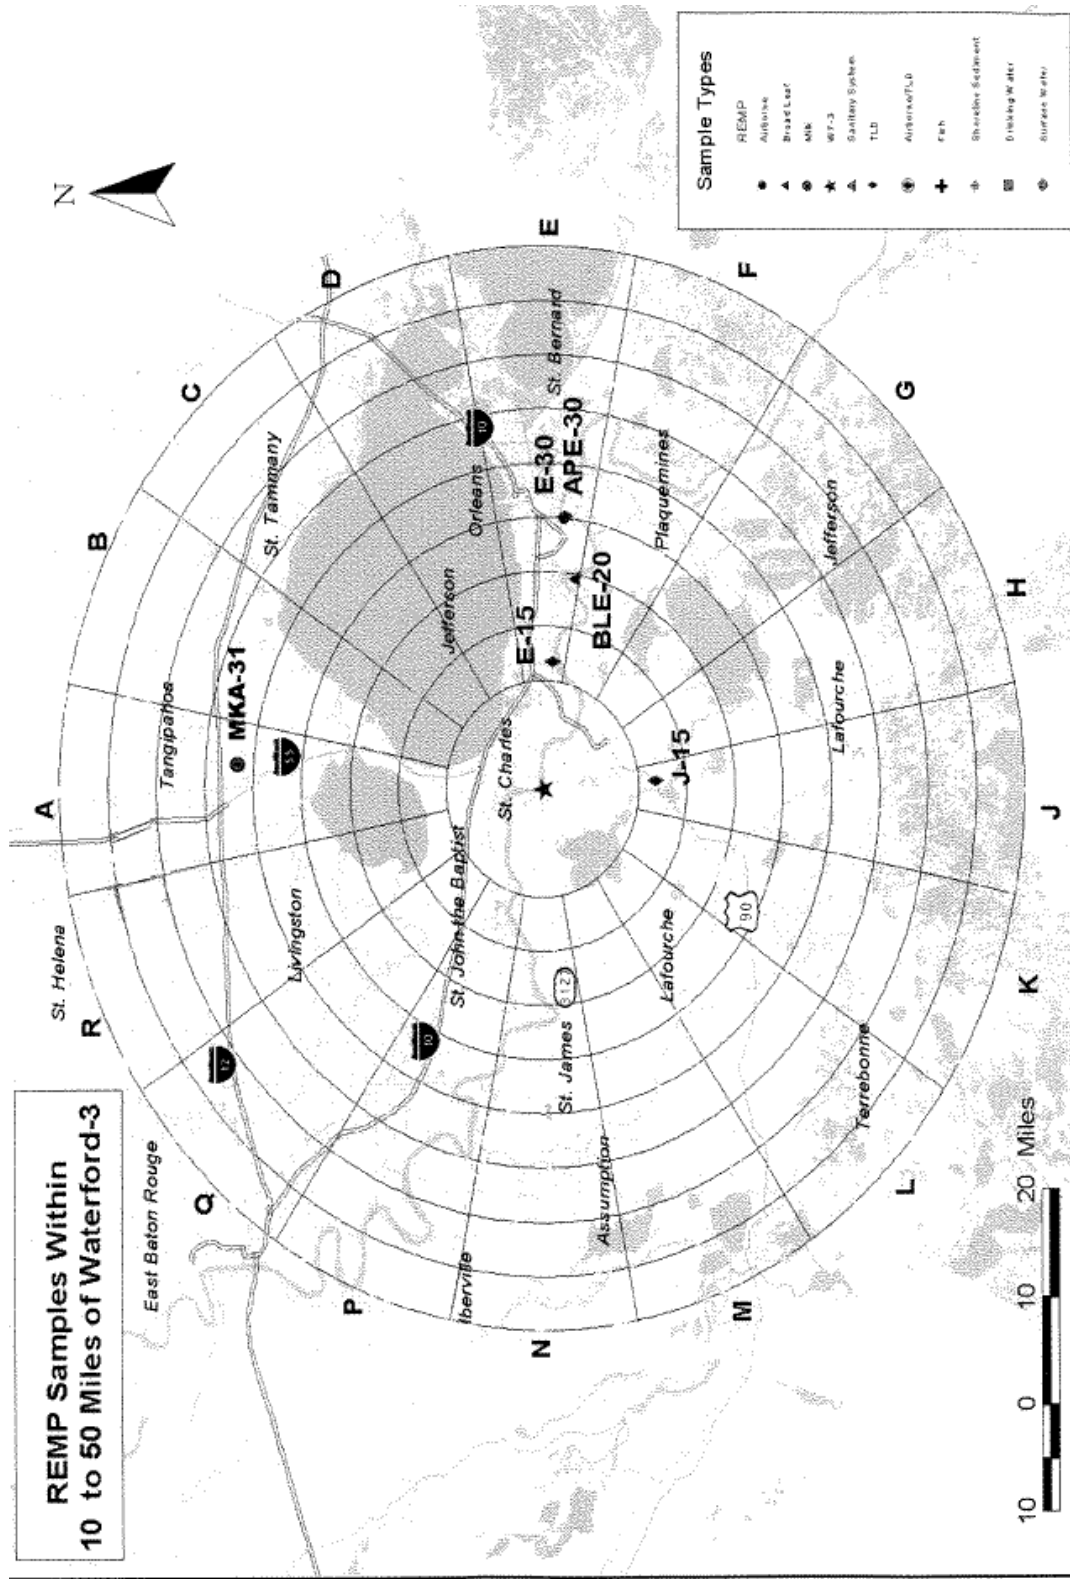 REMP Samples Within
10 to 50 Miles of Waterford-3
N
Sample Types
REMP
Airborne
Broad Leaf
Milk
WF-3
Sanitary System
TLD
Airborne/TLD
Fish
Shoreline Sediment
Drinking Water
Surface Water
A
B
C
D
E
F
G
H
J
K
L
M
N
P
Q
R
St. Helena
Tangipahoa
St. Tammany
East Baton Rouge
Livingston
MKA-31
55
12
10
10
Jefferson
Orleans
St. Bernard
St. John the Baptist
St. Charles
E-15
E-30
APE-30
BLE-20
Iberville
St. James
312
Plaquemines
J-15
Assumption
Lafourche
90
Lafourche
Jefferson
Terrebonne
10 0 10 20 Miles